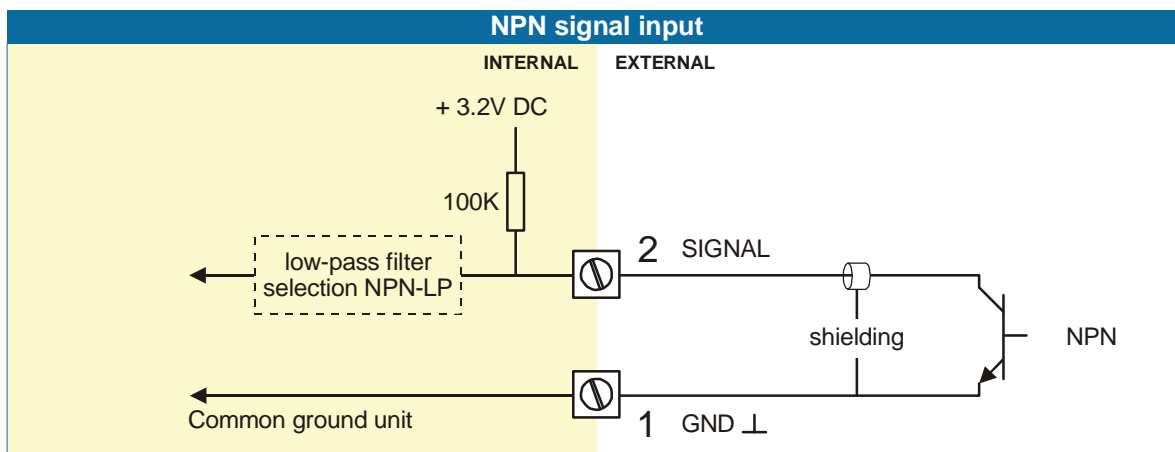 NPN signal input
INTERNAL
EXTERNAL
+ 3.2V DC
100K
low-pass filter
selection NPN-LP
2 SIGNAL
shielding
NPN
Common ground unit
1 GND ⊥